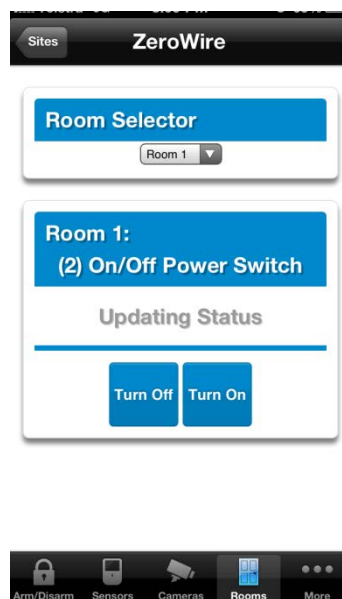 Sites
ZeroWire
Room Selector
Room 1
Room 1:
(2) On/Off Power Switch
Updating Status
Turn Off Turn On
Arm/Disarm Sensors Cameras Rooms More